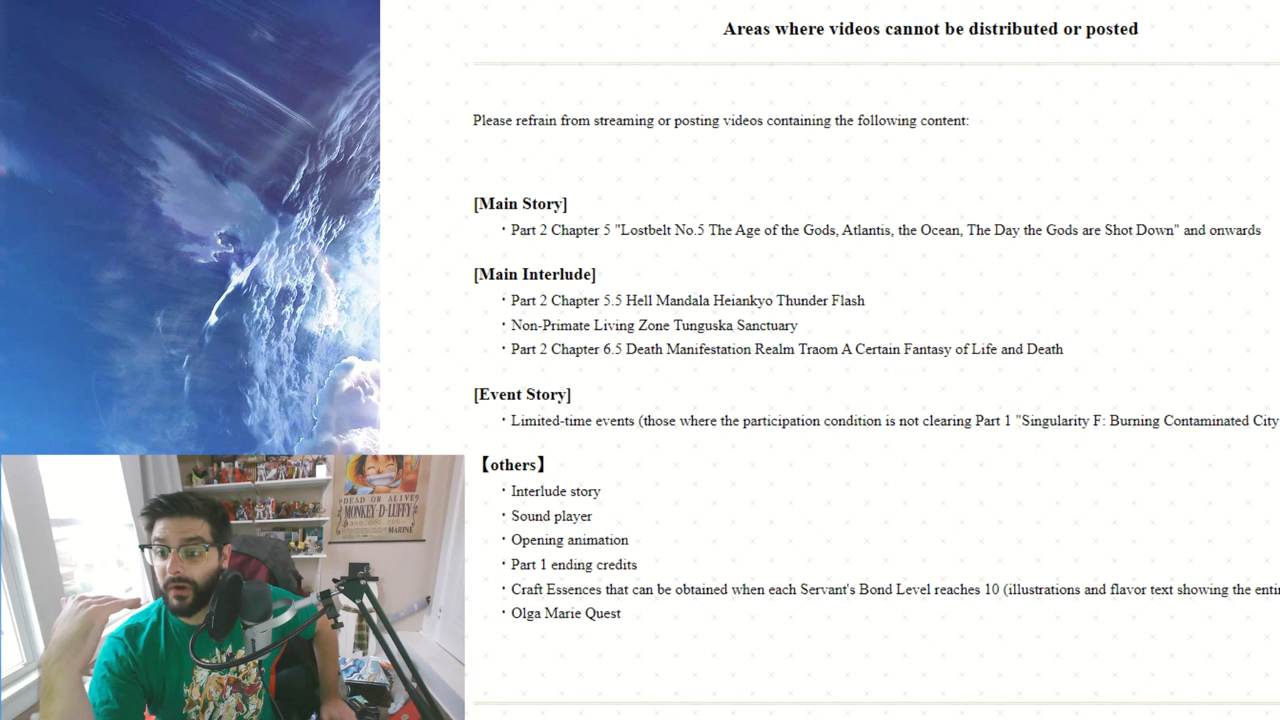 Areas where videos cannot be distributed or posted
Please refrain from streaming or posting videos containing the following content:
[Main Story]
・Part 2 Chapter 5 "Lostbelt No.5 The Age of the Gods, Atlantis, the Ocean, The Day the Gods are Shot Down" and onwards
[Main Interlude]
・Part 2 Chapter 5.5 Hell Mandala Heiankyo Thunder Flash
・Non-Primate Living Zone Tunguska Sanctuary
・Part 2 Chapter 6.5 Death Manifestation Realm Traom A Certain Fantasy of Life and Death
[Event Story]
・Limited-time events (those where the participation condition is not clearing Part 1 "Singularity F: Burning Contaminated City
【others】
・Interlude story
・Sound player
・Opening animation
・Part 1 ending credits
・Craft Essences that can be obtained when each Servant's Bond Level reaches 10 (illustrations and flavor text showing the enti
・Olga Marie Quest
DEAD OR ALIVE
MONKEY·D·LUFFY
MARINE